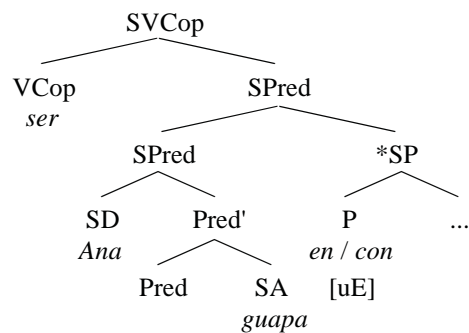 SVCop
VCop SPred
ser
SPred *SP
SD Pred' P ...
Ana en / con
Pred SA [uE]
guapa